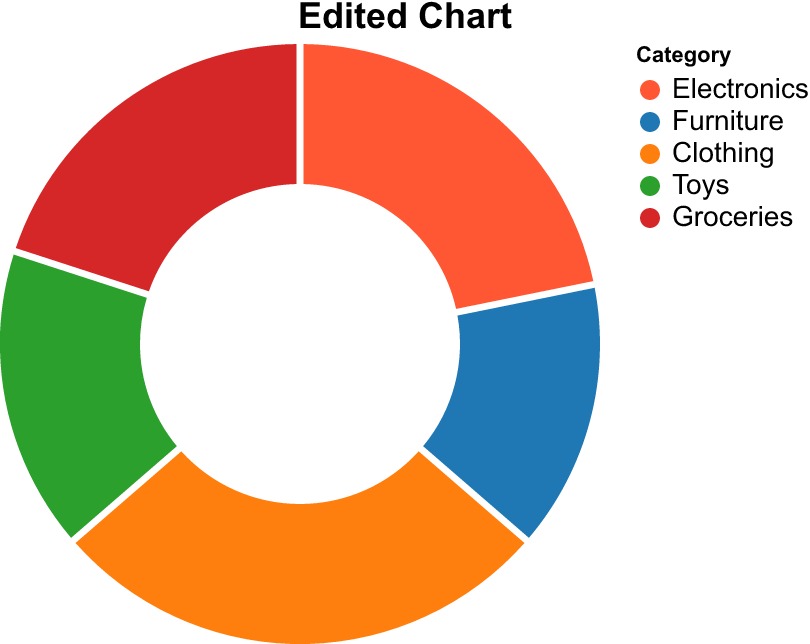 Edited Chart
Category
Electronics
Furniture
Clothing
Toys
Groceries